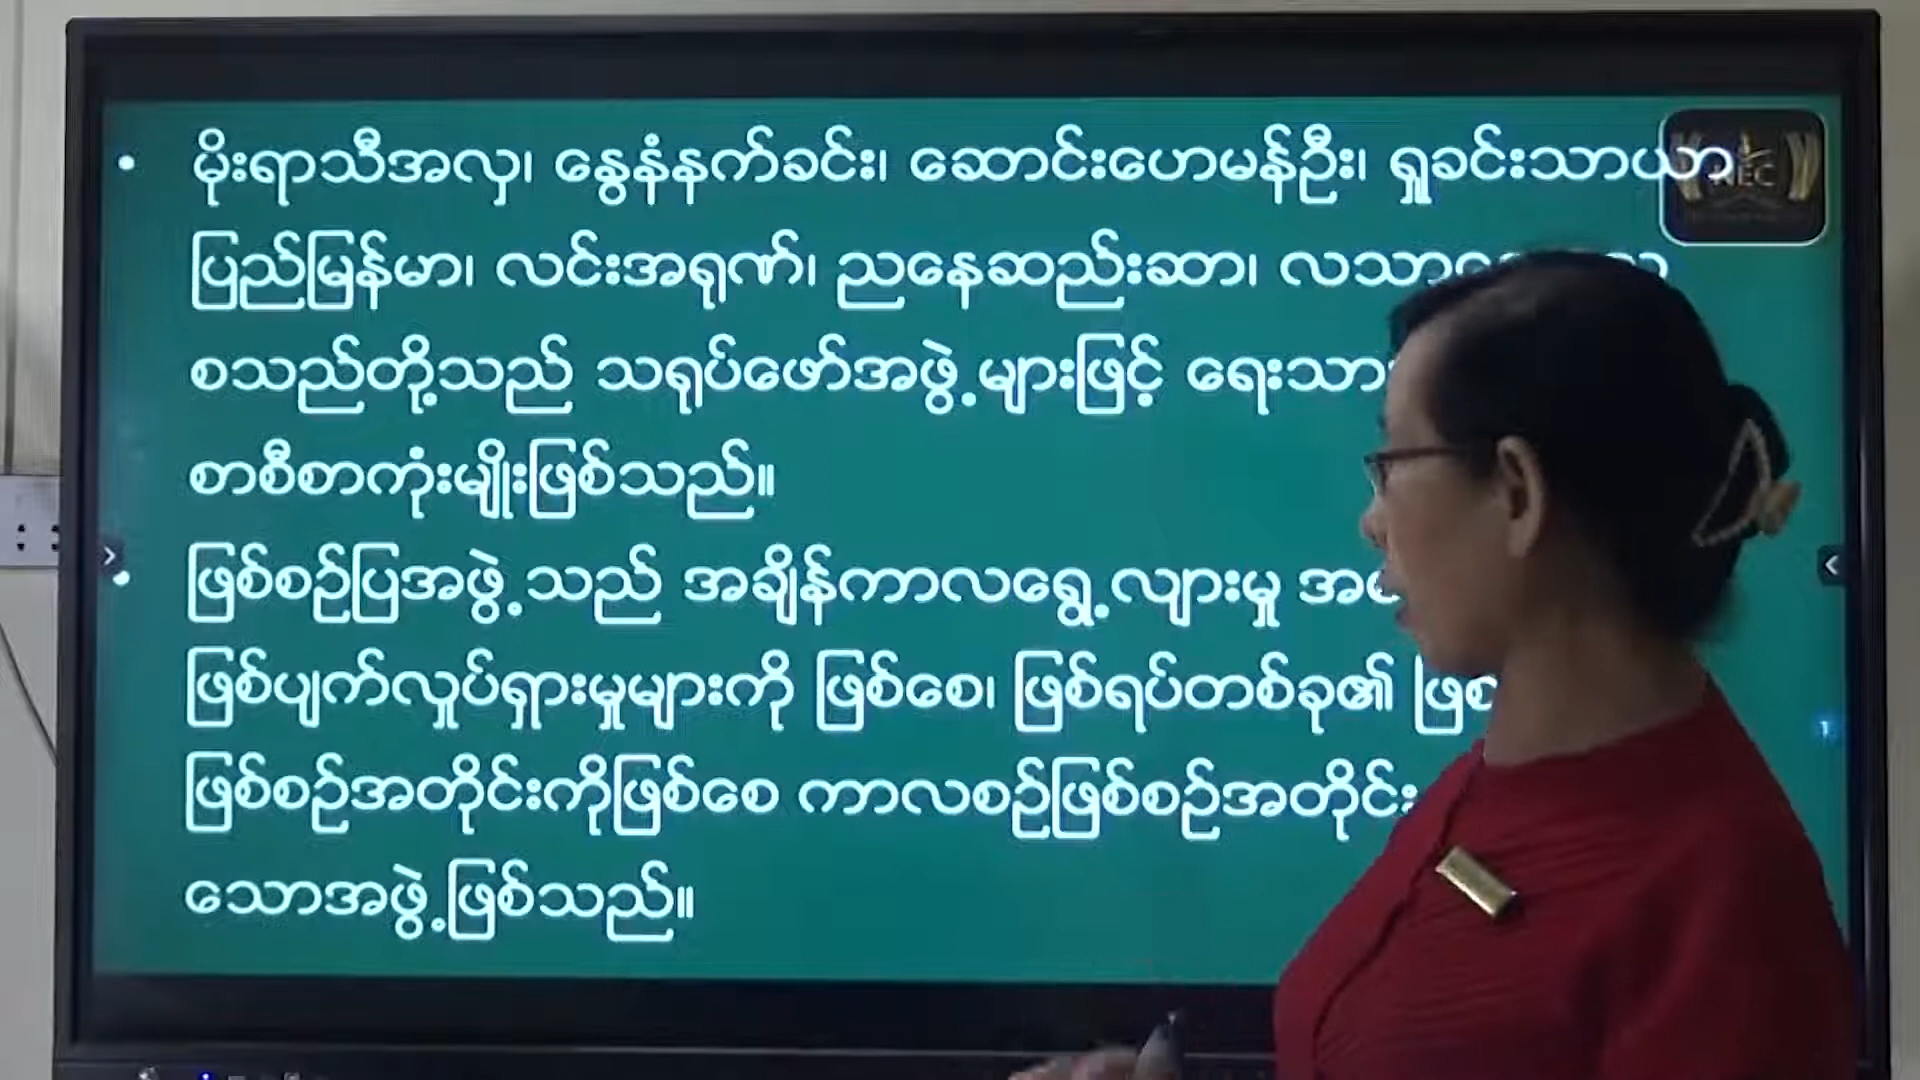 • မိုးရာသီအလှ၊ နွေနံနက်ခင်း၊ ဆောင်းဟေမန်ဦး၊ ရှုခင်းသာယာ
ပြည်မြန်မာ၊ လင်းအရုဏ်၊ ညနေဆည်းဆာ၊
စသည်တို့သည် သရုပ်ဖော်အဖွဲ့များဖြင့်
စာစီစာကုံးမျိုးဖြစ်သည်။
• ဖြစ်စဉ်ပြအဖွဲ့သည် အချိန်ကာလရွေ့လျားမှု
ဖြစ်ပျက်လှုပ်ရှားမှုများကို ဖြစ်စေ၊ ဖြစ်ရပ်တစ်ခု၏
ဖြစ်စဉ်အတိုင်းကိုဖြစ်စေ ကာလစဉ်ဖြစ်စဉ်အတိုင်း
သောအဖွဲ့ဖြစ်သည်။
NEC